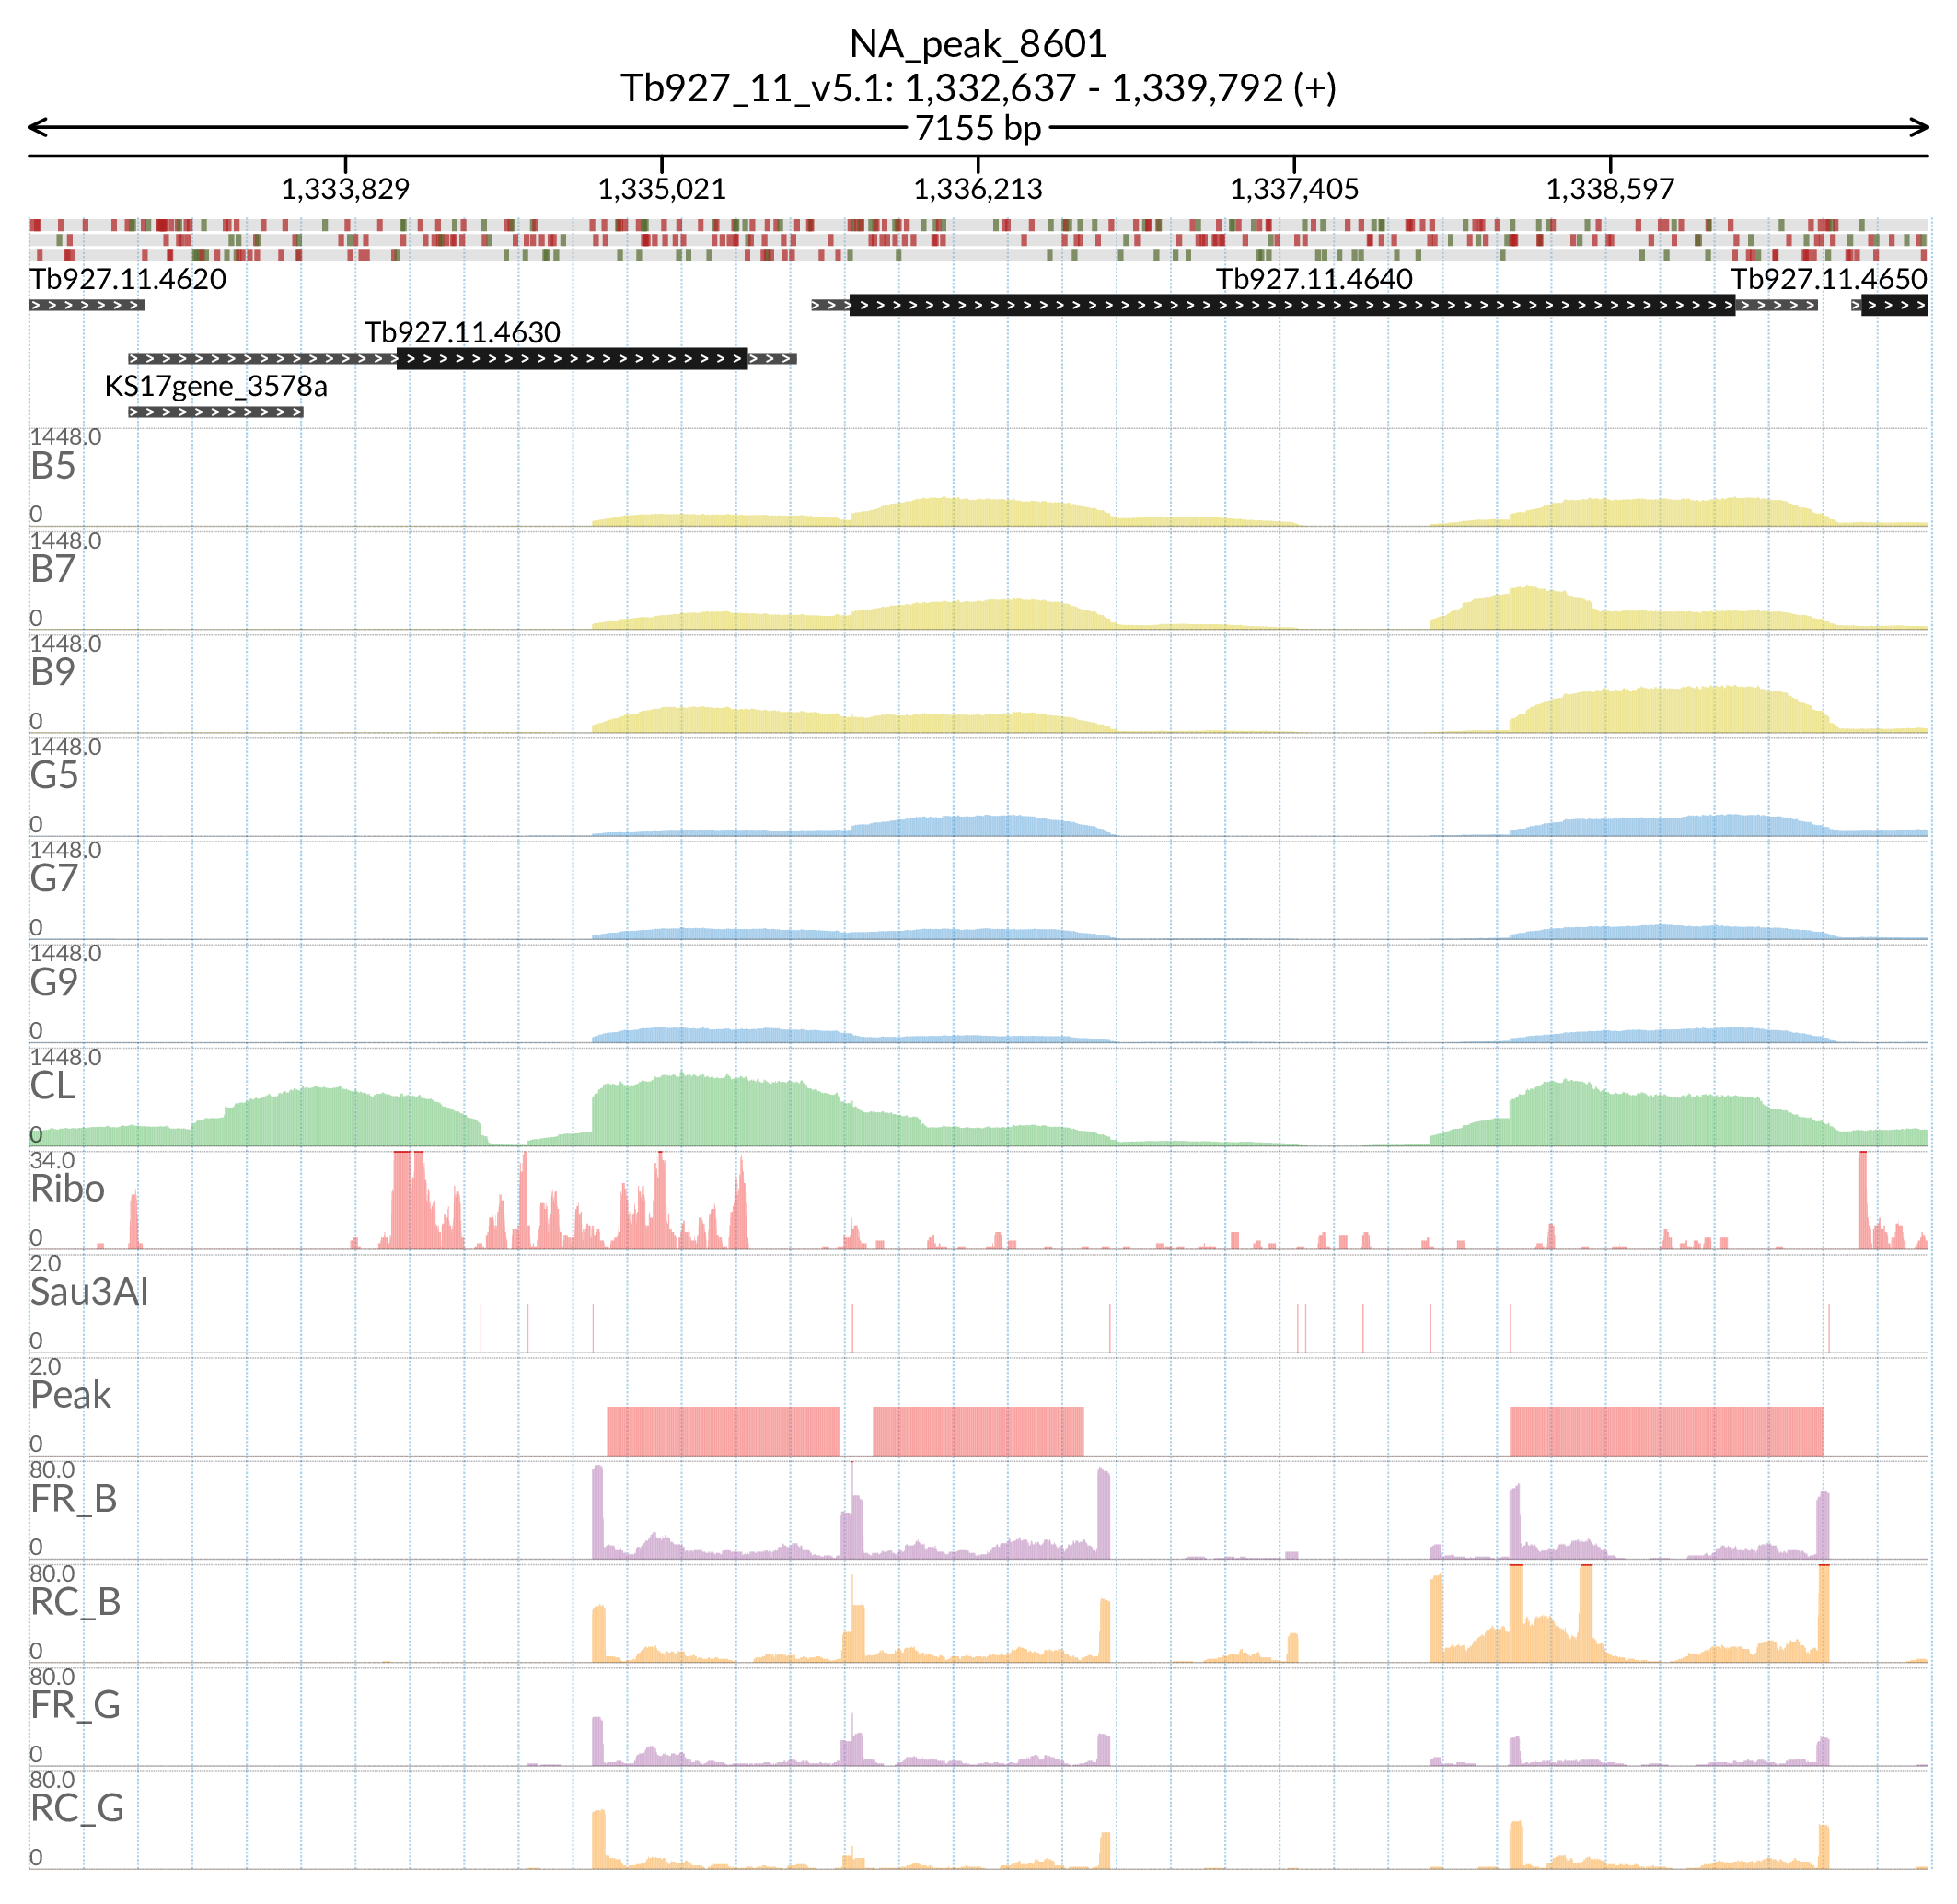 NA_peak_8601
Tb927_11_v5.1: 1,332,637 - 1,339,792 (+)
7155 bp
1,333,829 1,335,021 1,336,213 1,337,405 1,338,597
Tb927.11.4620 Tb927.11.4640 Tb927.11.4650
Tb927.11.4630
KS17gene_3578a
1448.0
B5
0
1448.0
B7
0
1448.0
B9
0
1448.0
G5
0
1448.0
G7
0
1448.0
G9
0
1448.0
CL
0
34.0
Ribo
0
2.0
Sau3AI
0
2.0
Peak
0
80.0
FR_B
0
80.0
RC_B
0
80.0
FR_G
0
80.0
RC_G
0